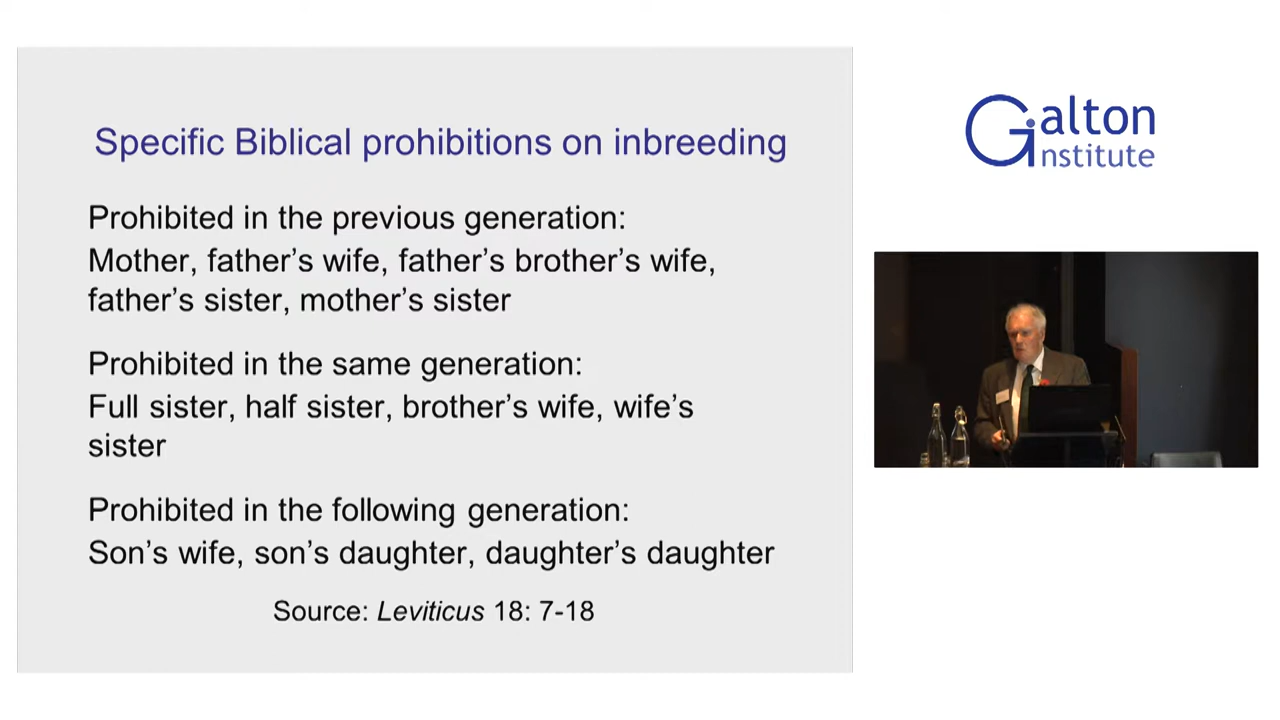 Specific Biblical prohibitions on inbreeding
Prohibited in the previous generation:
Mother, father’s wife, father’s brother’s wife,
father’s sister, mother’s sister
Prohibited in the same generation:
Full sister, half sister, brother’s wife, wife’s
sister
Prohibited in the following generation:
Son’s wife, son’s daughter, daughter’s daughter
Source: Leviticus 18: 7-18
Galton
institute